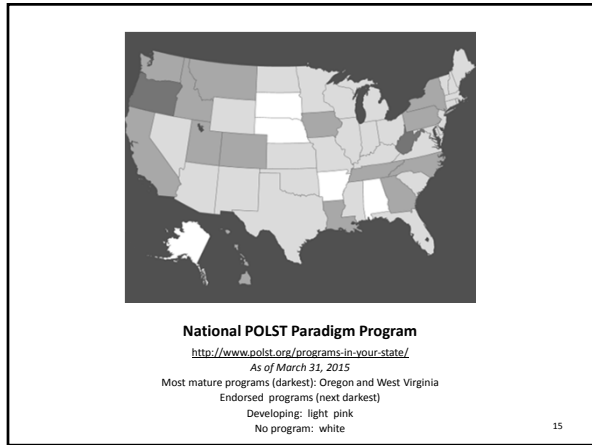 National POLST Paradigm Program
http://www.polst.org/programs-in-your-state/
As of March 31, 2015
Most mature programs (darkest): Oregon and West Virginia
Endorsed programs (next darkest)
Developing: light pink
No program: white
15